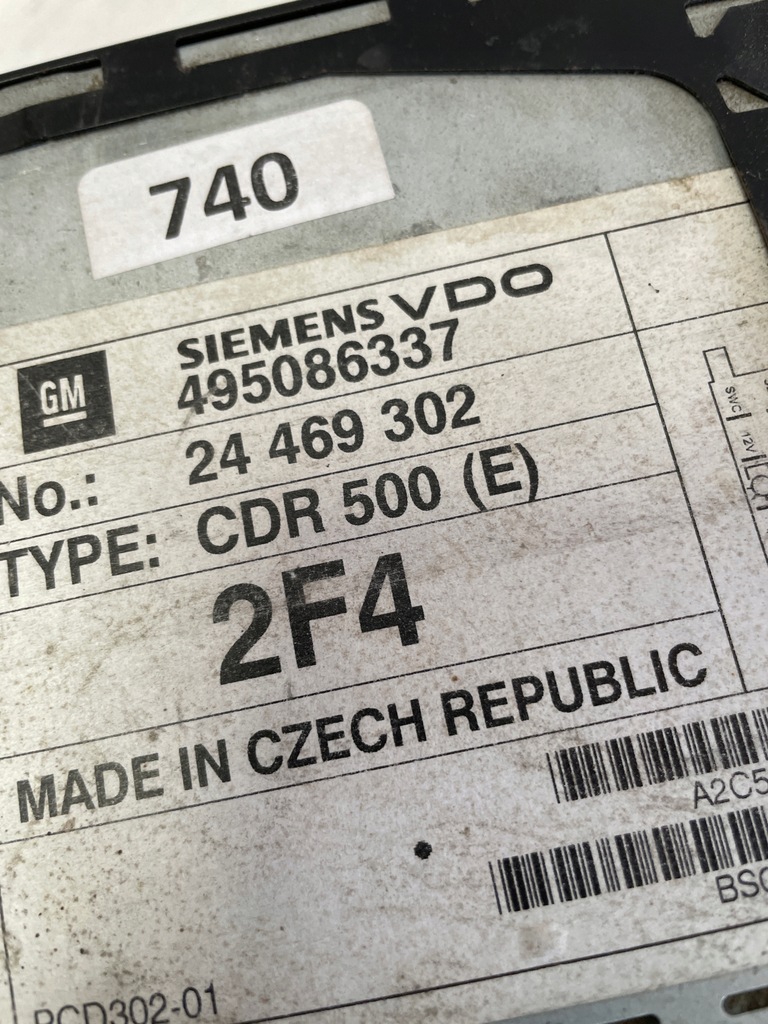 740
SIEMENS VDO
GM
495086337
No.: 24 469 302
TYPE: CDR 500 (E)
2F4
SWC
12V
MADE IN CZECH REPUBLIC
A2C5
BSC
PCD302-01